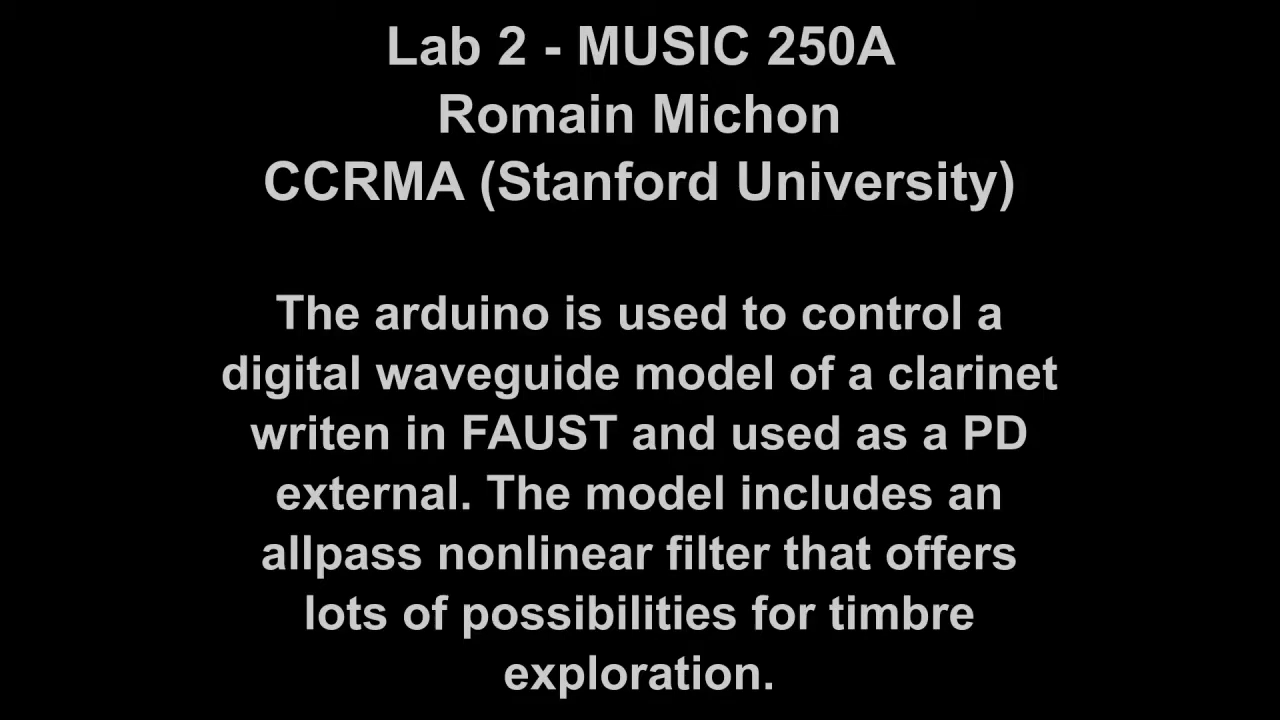 Lab 2 - MUSIC 250A
Romain Michon
CCRMA (Stanford University)
The arduino is used to control a
digital waveguide model of a clarinet
writen in FAUST and used as a PD
external. The model includes an
allpass nonlinear filter that offers
lots of possibilities for timbre
exploration.